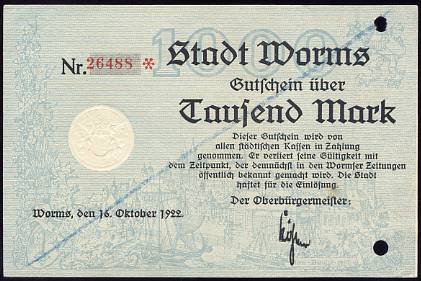 1000
Stadt Worms
Nr. 26488 *
Gutschein über
Tausend Mark
Dieser Gutschein wird von
allen städtischen Kassen in Zahlung
genommen. Er verliert seine Gültigkeit mit
dem Zeitpunkt, der demnächst in den Wormser Zeitungen
öffentlich bekannt gemacht wird. Die Stadt
haftet für die Einlösung.
Der Oberbürgermeister:
Worms, den 16. Oktober 1922.